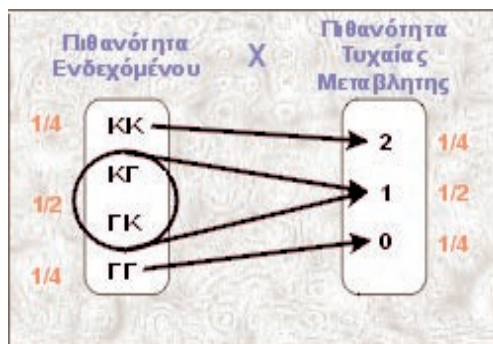 Πιθανότητα
Ενδεχόμένου
X
Πιθανότητα
Τυχαίας
Μεταβλητης
1/4 ΚΚ 2 1/4
ΚΓ
1/2 1 1/2
ΓΚ
0 1/4
1/4 ΓΓ